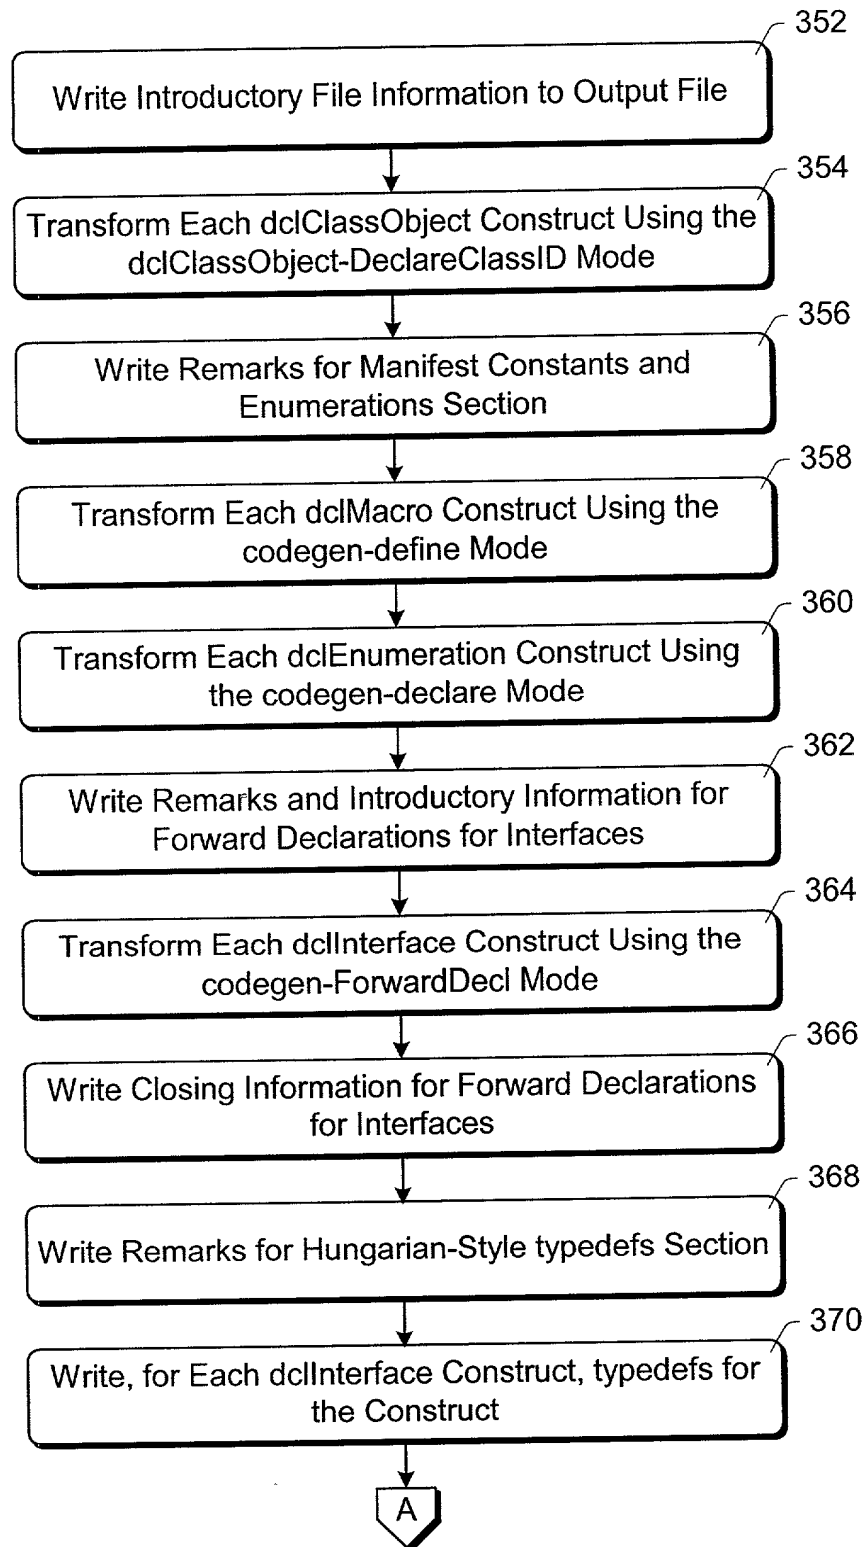 352
Write Introductory File Information to Output File
354
Transform Each dclClassObject Construct Using the
dclClassObject-DeclareClassID Mode
356
Write Remarks for Manifest Constants and
Enumerations Section
358
Transform Each dclMacro Construct Using the
codegen-define Mode
360
Transform Each dclEnumeration Construct Using
the codegen-declare Mode
362
Write Remarks and Introductory Information for
Forward Declarations for Interfaces
364
Transform Each dclInterface Construct Using the
codegen-ForwardDecl Mode
366
Write Closing Information for Forward Declarations
for Interfaces
368
Write Remarks for Hungarian-Style typedefs Section
370
Write, for Each dclInterface Construct, typedefs for
the Construct
A